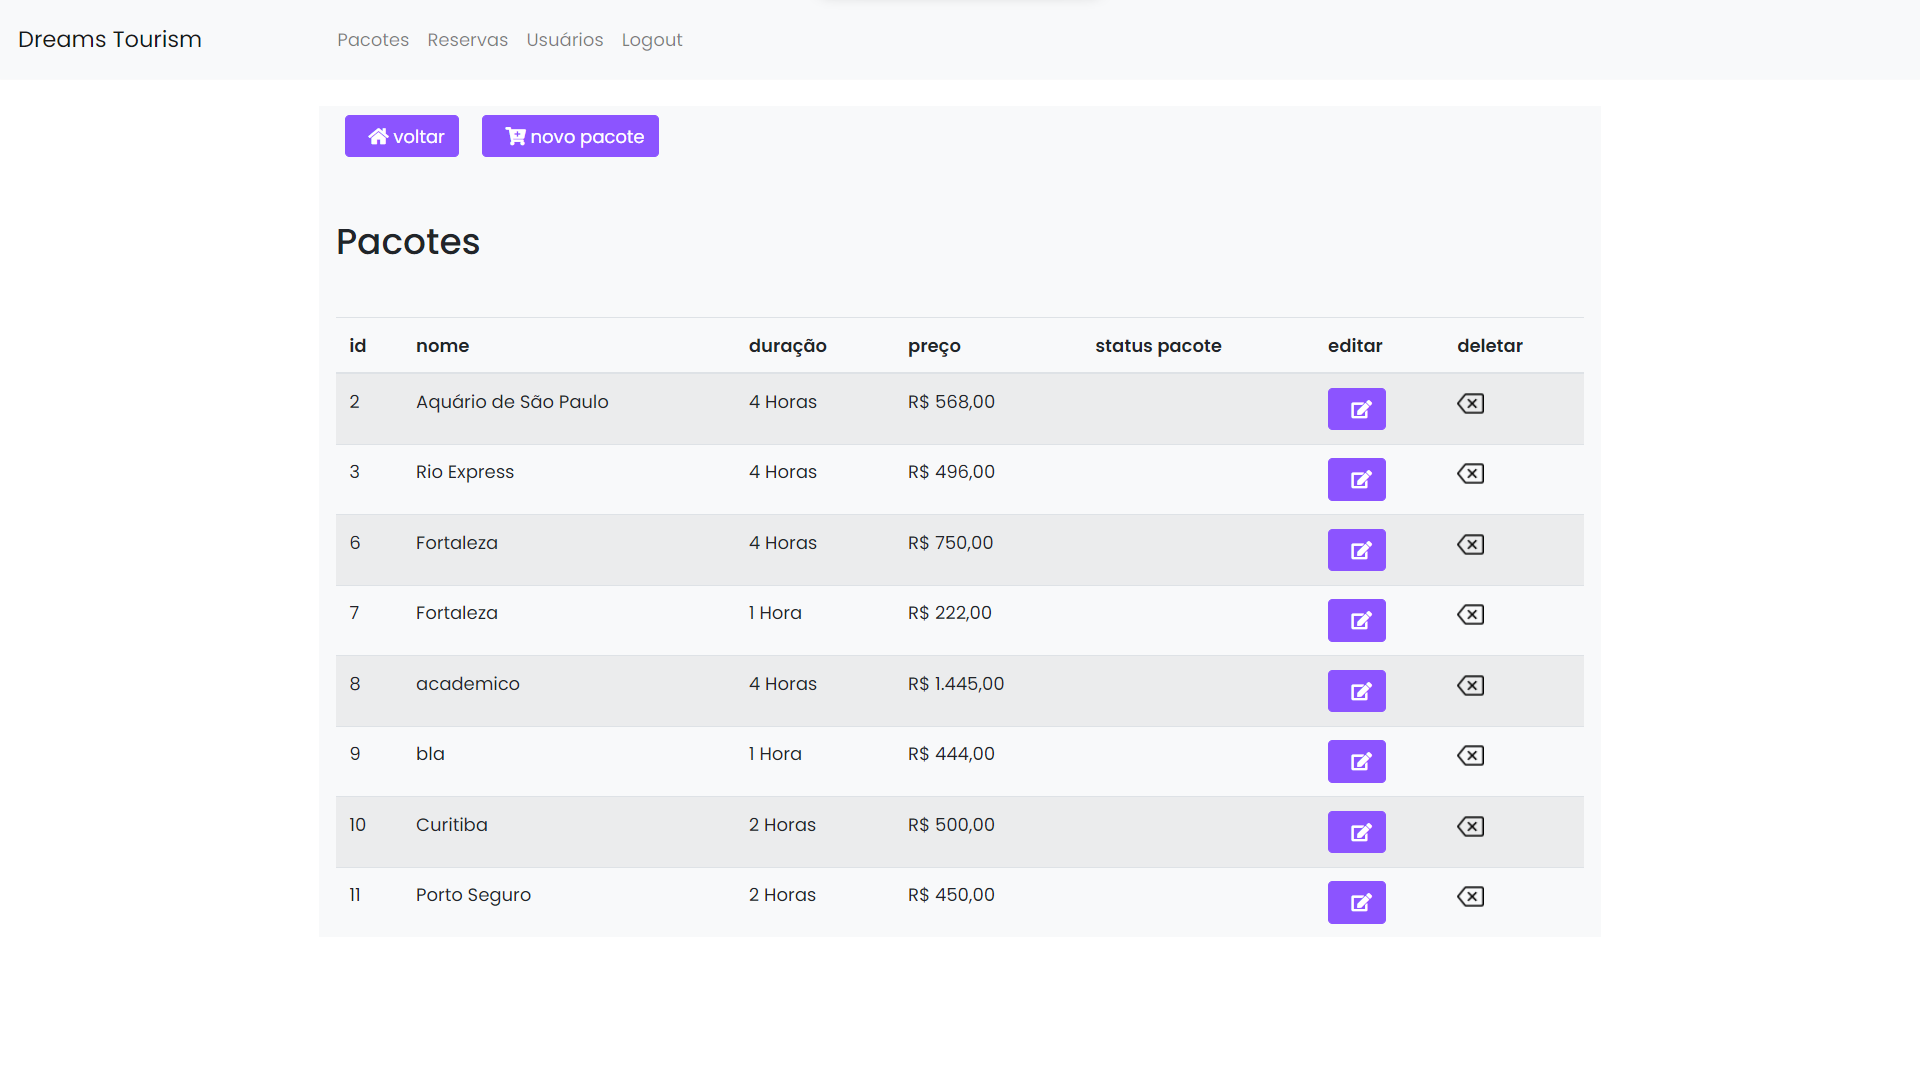 Dreams Tourism Pacotes Reservas Usuários Logout
voltar novo pacote
Pacotes
id nome duração preço status pacote editar deletar
2 Aquário de São Paulo 4 Horas R$ 568,00
3 Rio Express 4 Horas R$ 496,00
6 Fortaleza 4 Horas R$ 750,00
7 Fortaleza 1 Hora R$ 222,00
8 academico 4 Horas R$ 1.445,00
9 bla 1 Hora R$ 444,00
10 Curitiba 2 Horas R$ 500,00
11 Porto Seguro 2 Horas R$ 450,00